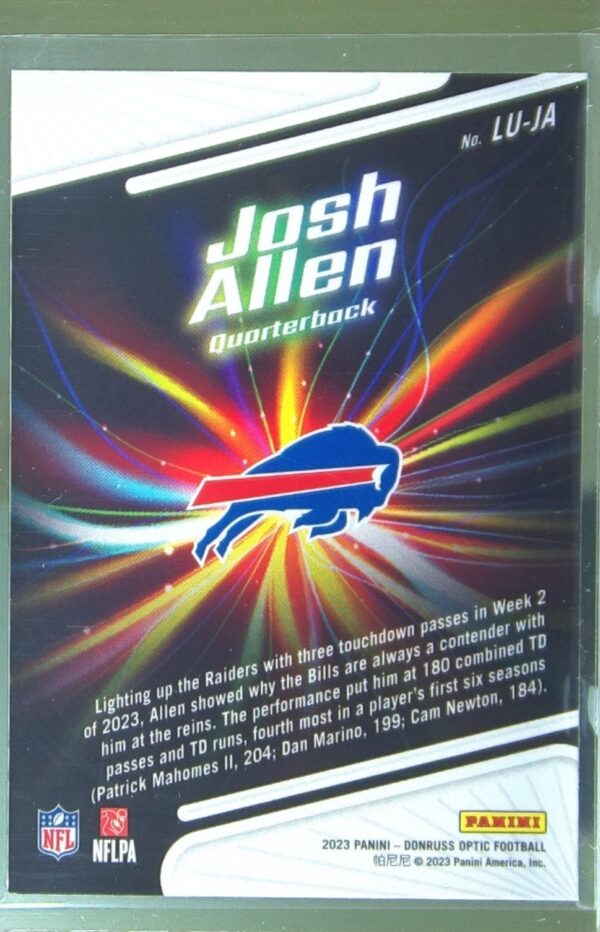 No. LU-JA
Josh
Allen
Quarterback
Lighting up the Raiders with three touchdown passes in Week 2
of 2023, Allen showed why the Bills are always a contender with
him at the reins. The performance put him at 180 combined TD
passes and TD runs, fourth most in a player's first six seasons
(Patrick Mahomes II, 204; Dan Marino, 199; Cam Newton, 184).
NFL
NFLPA
PANINI
2023 PANINI – DONRUSS OPTIC FOOTBALL
帕尼尼 © 2023 Panini America, Inc.